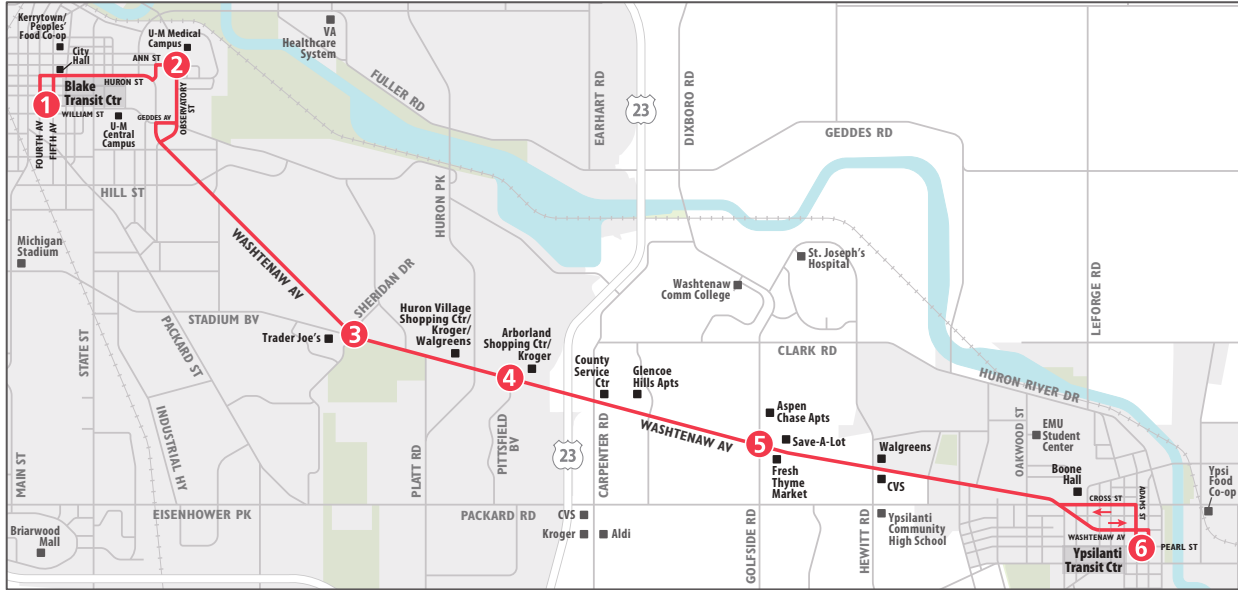 Kerrytown/
Peoples'
Food Co-op
City
Hall
U-M Medical
Campus
ANN ST
2
HURON ST
Blake
Transit Ctr
1
WILLIAM ST
FOURTH AV
FIFTH AV
U-M
Central
Campus
GEDDES AV
OBSERVATORY
ST
VA
Healthcare
System
FULLER RD
EARHART RD
23
DIXBORO RD
GEDDES RD
HILL ST
HURON PK
WASHTENAW AV
SHERIDAN DR
Michigan
Stadium
STADIUM BV
PACKARD ST
STATE ST
Trader Joe's
3
Huron Village
Shopping Ctr/
Kroger/
Walgreens
Arborland
Shopping Ctr/
Kroger
4
County
Service
Ctr
Glencoe
Hills Apts
Washtenaw
Comm College
St. Joseph's
Hospital
CLARK RD
LEFORGE RD
HURON RIVER DR
WASHTENAW AV
Aspen
Chase Apts
5
Save-A-Lot
Fresh
Thyme
Market
Walgreens
CVS
OAKWOOD ST
EMU
Student
Center
Boone
Hall
CROSS ST
ADAMS ST
Ypsi
Food
Co-op
MAIN ST
INDUSTRIAL HY
PLATT RD
PITTSFIELD
BV
23
CARPENTER RD
GOLFSIDE RD
HEWITT RD
EISENHOWER PK
PACKARD RD
CVS
Kroger
Aldi
Ypsilanti
Community
High School
Briarwood
Mall
WASHTENAW AV
6
PEARL ST
Ypsilanti
Transit Ctr